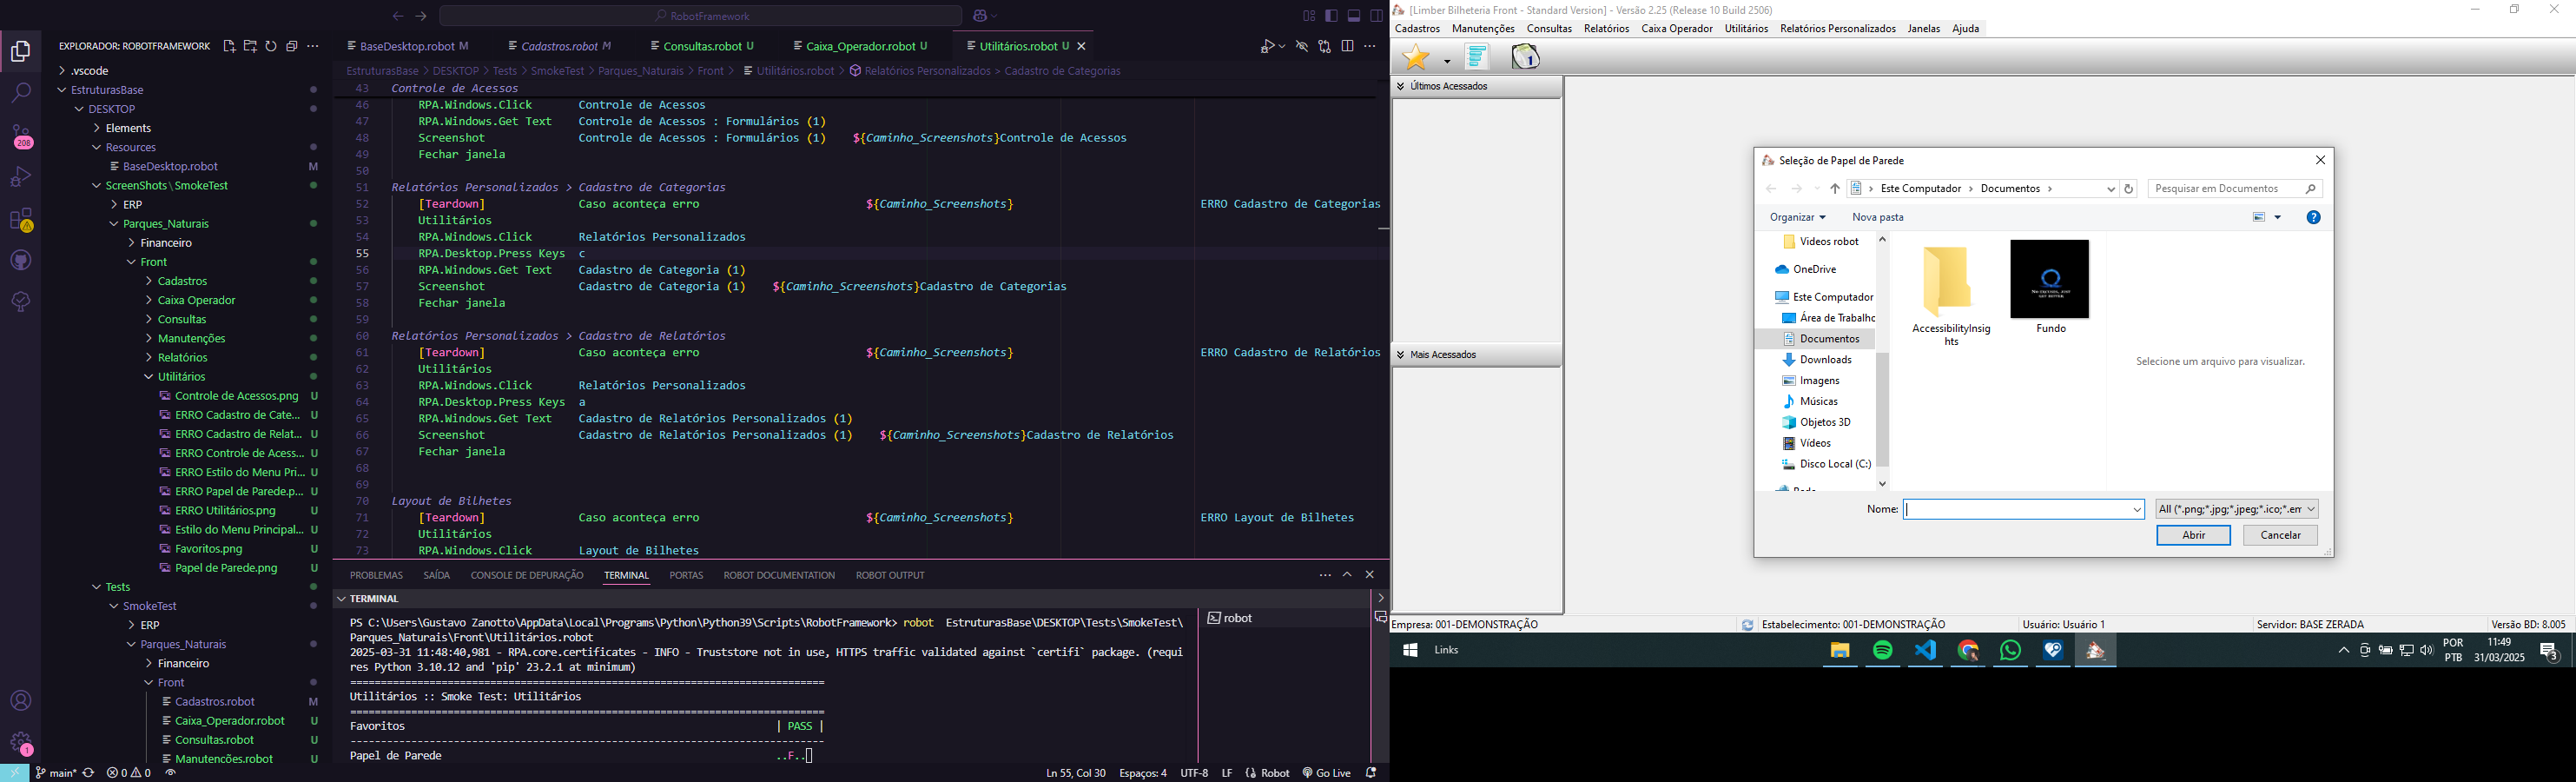 RobotFramework
EXPLORADOR: ROBOTFRAMEWORK
.vscode
EstruturasBase
DESKTOP
Elements
Resources
BaseDesktop.robot M
ScreenShots\SmokeTest
ERP
Parques_Naturais
Financeiro
Front
Cadastros
Caixa Operador
Consultas
Manutenções
Relatórios
Utilitários
Controle de Acessos.png U
ERRO Cadastro de Cate... U
ERRO Cadastro de Relat... U
ERRO Controle de Acess... U
ERRO Estilo do Menu Pri... U
ERRO Papel de Parede.p... U
ERRO Utilitários.png U
Estilo do Menu Principal... U
Favoritos.png U
Papel de Parede.png U
Tests
SmokeTest
ERP
Parques_Naturais
Financeiro
Front
Cadastros.robot M
Caixa_Operador.robot U
Consultas.robot U
Manutenções.robot U
208
1
BaseDesktop.robot M
Cadastros.robot M
Consultas.robot U
Caixa_Operador.robot U
Utilitários.robot U
EstruturasBase > DESKTOP > Tests > SmokeTest > Parques_Naturais > Front > Utilitários.robot > Relatórios Personalizados > Cadastro de Categorias
43 Controle de Acessos
46 RPA.Windows.Click Controle de Acessos
47 RPA.Windows.Get Text Controle de Acessos : Formulários (1)
48 Screenshot Controle de Acessos : Formulários (1) ${Caminho_Screenshots}Controle de Acessos
49 Fechar janela
50
51 Relatórios Personalizados > Cadastro de Categorias
52 [Teardown] Caso aconteça erro ${Caminho_Screenshots} ERRO Cadastro de Categorias
53 Utilitários
54 RPA.Windows.Click Relatórios Personalizados
55 RPA.Desktop.Press Keys c
56 RPA.Windows.Get Text Cadastro de Categoria (1)
57 Screenshot Cadastro de Categoria (1) ${Caminho_Screenshots}Cadastro de Categorias
58 Fechar janela
59
60 Relatórios Personalizados > Cadastro de Relatórios
61 [Teardown] Caso aconteça erro ${Caminho_Screenshots} ERRO Cadastro de Relatórios
62 Utilitários
63 RPA.Windows.Click Relatórios Personalizados
64 RPA.Desktop.Press Keys a
65 RPA.Windows.Get Text Cadastro de Relatórios Personalizados (1)
66 Screenshot Cadastro de Relatórios Personalizados (1) ${Caminho_Screenshots}Cadastro de Relatórios
67 Fechar janela
68
69
70 Layout de Bilhetes
71 [Teardown] Caso aconteça erro ${Caminho_Screenshots} ERRO Layout de Bilhetes
72 Utilitários
73 RPA.Windows.Click Layout de Bilhetes
PROBLEMAS SAÍDA CONSOLE DE DEPURAÇÃO TERMINAL PORTAS ROBOT DOCUMENTATION ROBOT OUTPUT
TERMINAL
robot
PS C:\Users\Gustavo Zanotto\AppData\Local\Programs\Python\Python39\Scripts\RobotFramework> robot EstruturasBase\DESKTOP\Tests\SmokeTest\
Parques_Naturais\Front\Utilitários.robot
2025-03-31 11:48:40,981 - RPA.core.certificates - INFO - Truststore not in use, HTTPS traffic validated against `certifi` package. (requi
res Python 3.10.12 and 'pip' 23.2.1 at minimum)
==============================================================================
Utilitários :: Smoke Test: Utilitários
==============================================================================
Favoritos | PASS |
------------------------------------------------------------------------------
Papel de Parede ..F..
main* 0 0
Ln 55, Col 30 Espaços: 4 UTF-8 LF Robot Go Live
[Limber Bilheteria Front - Standard Version] - Versão 2.25 (Release 10 Build 2506)
Cadastros Manutenções Consultas Relatórios Caixa Operador Utilitários Relatórios Personalizados Janelas Ajuda
1
Últimos Acessados
Mais Acessados
Seleção de Papel de Parede
Este Computador > Documentos >
Pesquisar em Documentos
Organizar
Nova pasta
Videos robot
OneDrive
Este Computador
Área de Trabalho
Documentos
Downloads
Imagens
Músicas
Objetos 3D
Vídeos
Disco Local (C:)
Rede
AccessibilityInsig
hts
Fundo
Selecione um arquivo para visualizar.
Nome:
All (*.png;*.jpg;*.jpeg;*.ico;*.em
Abrir
Cancelar
Empresa: 001-DEMONSTRAÇÃO
Estabelecimento: 001-DEMONSTRAÇÃO
Usuário: Usuário 1
Servidor: BASE ZERADA
Versão BD: 8.005
Links
POR
PTB
11:49
31/03/2025
3